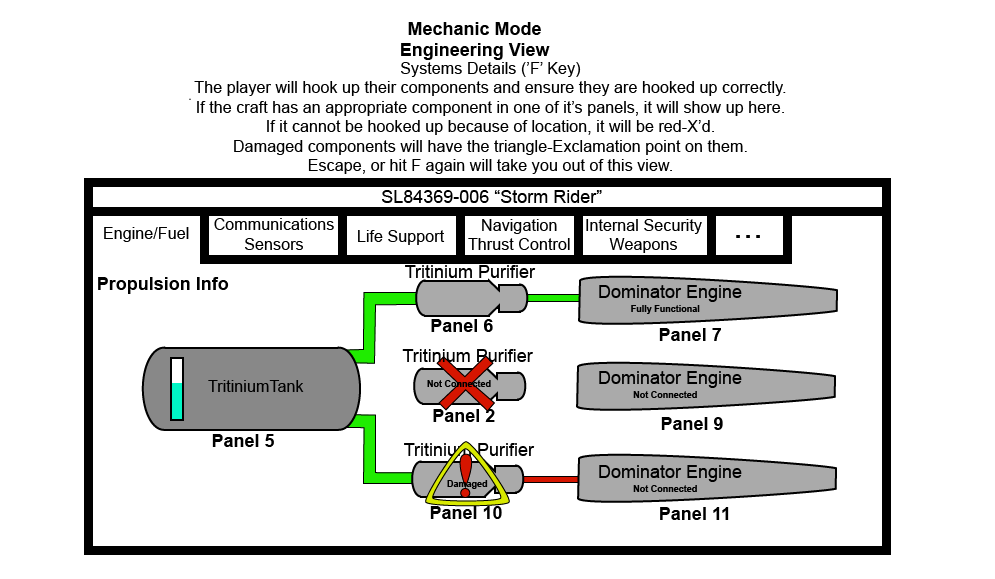 Mechanic Mode
Engineering View
Systems Details ('F' Key)
The player will hook up their components and ensure they are hooked up correctly.
If the craft has an appropriate component in one of it's panels, it will show up here.
If it cannot be hooked up because of location, it will be red-X'd.
Damaged components will have the triangle-Exclamation point on them.
Escape, or hit F again will take you out of this view.
SL84369-006 "Storm Rider"
Engine/Fuel
Communications
Sensors
Life Support
Navigation
Thrust Control
Internal Security
Weapons
...
Propulsion Info
TritiniumTank
Panel 5
Tritinium Purifier
Panel 6
Dominator Engine
Fully Functional
Panel 7
Tritinium Purifier
Not Connected
Panel 2
Dominator Engine
Not Connected
Panel 9
Tritinium Purifier
Damaged
Panel 10
Dominator Engine
Not Connected
Panel 11